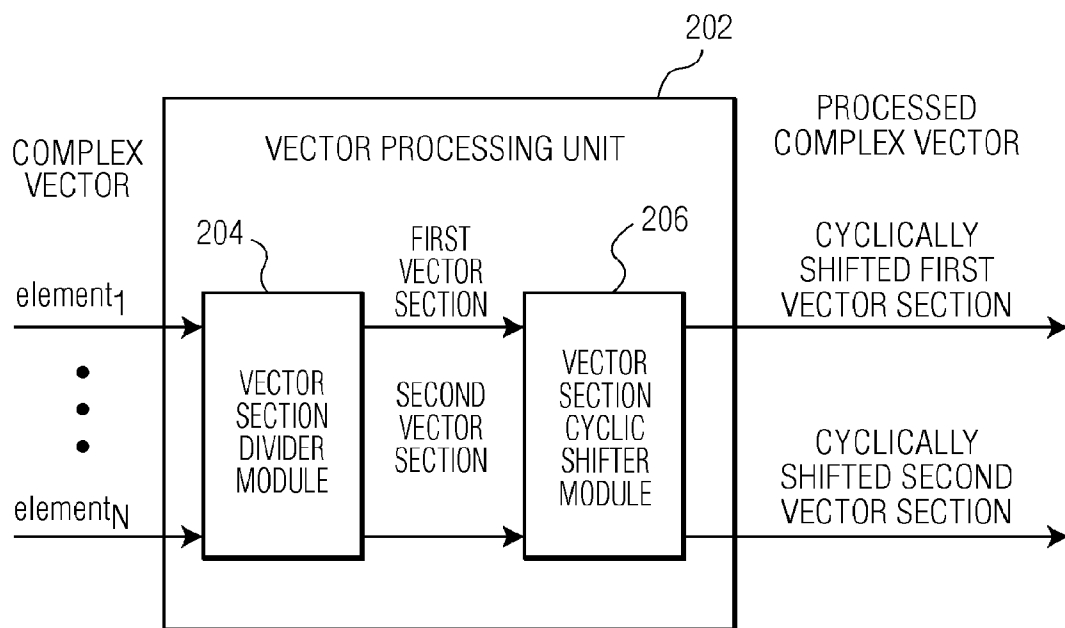 202
COMPLEX
VECTOR
VECTOR PROCESSING UNIT
PROCESSED
COMPLEX VECTOR
204
206
element1
elementN
VECTOR
SECTION
DIVIDER
MODULE
FIRST
VECTOR
SECTION
SECOND
VECTOR
SECTION
VECTOR
SECTION
CYCLIC
SHIFTER
MODULE
CYCLICALLY
SHIFTED FIRST
VECTOR SECTION
CYCLICALLY
SHIFTED SECOND
VECTOR SECTION